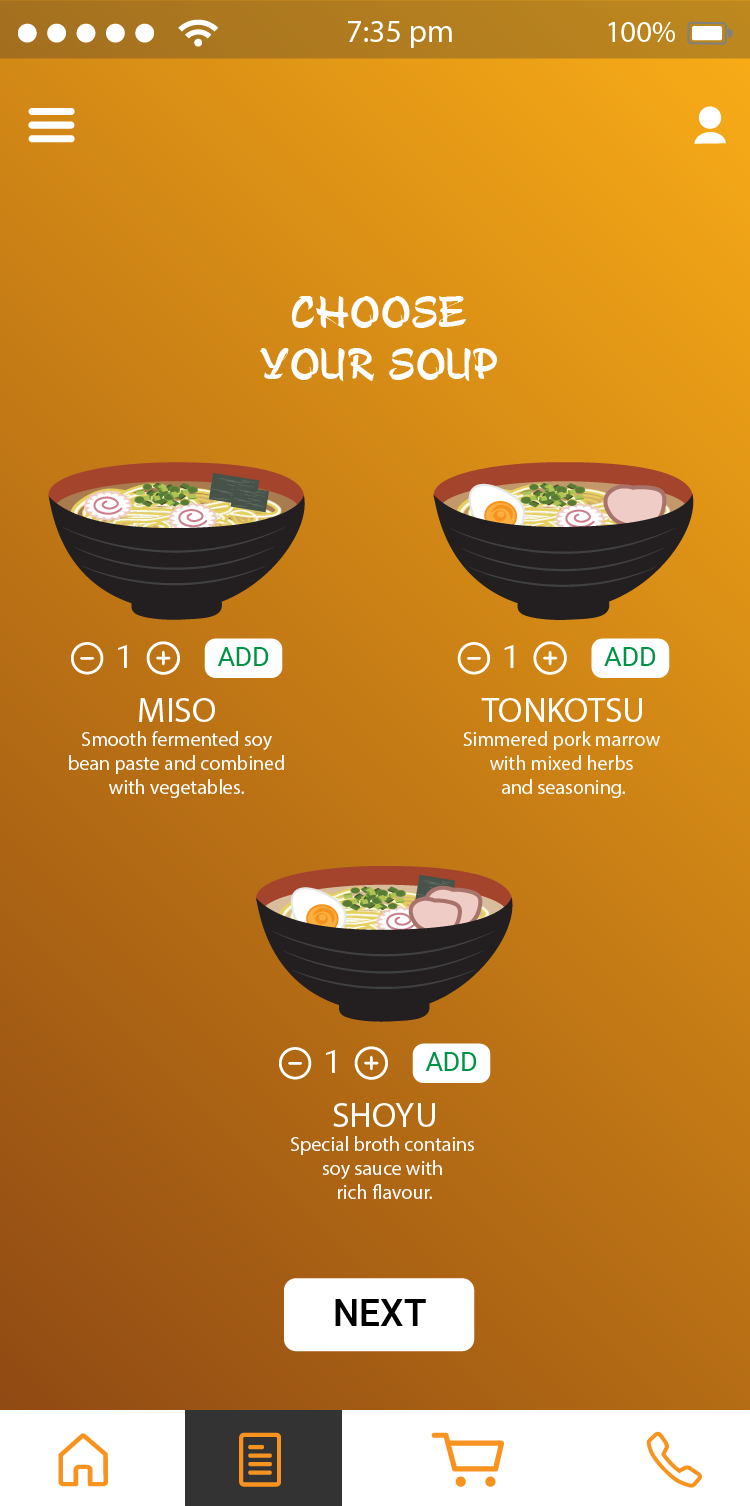 7:35 pm
100%
CHOOSE
YOUR SOUP
1 ADD
1 ADD
MISO
Smooth fermented soy
bean paste and combined
with vegetables.
TONKOTSU
Simmered pork marrow
with mixed herbs
and seasoning.
1 ADD
SHOYU
Special broth contains
soy sauce with
rich flavour.
NEXT